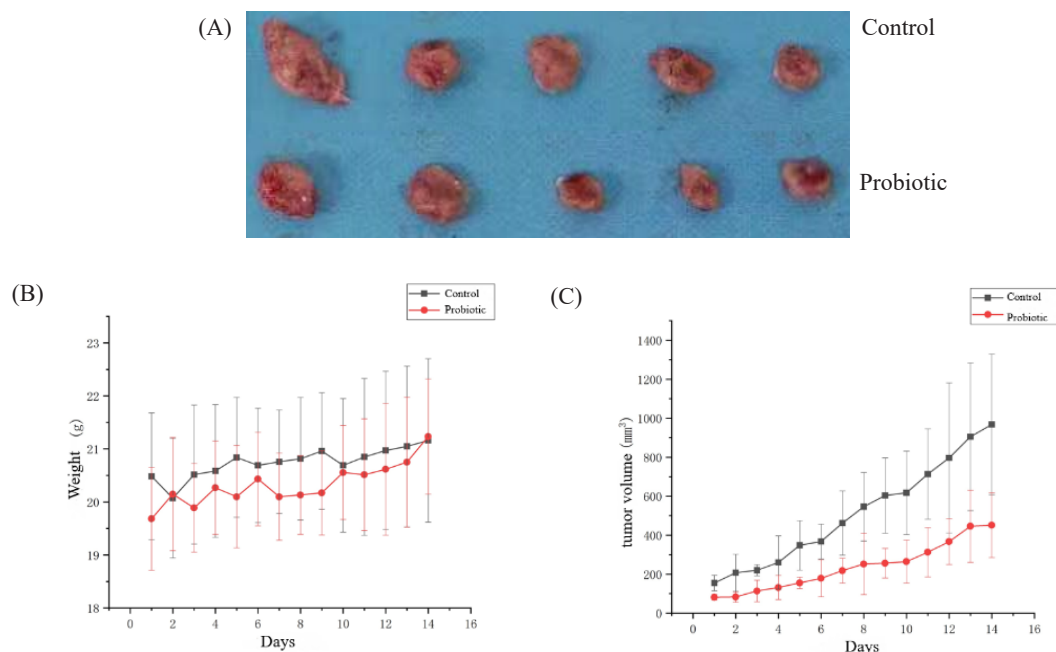 (A)
Control
Probiotic
(B)
Control
Probiotic
23
22
21
20
19
18
Weight (g)
0 2 4 6 8 10 12 14 16
Days
(C)
Control
Probiotic
1400
1200
1000
800
600
400
200
0
tumor volume (mm³)
0 2 4 6 8 10 12 14 16
Days